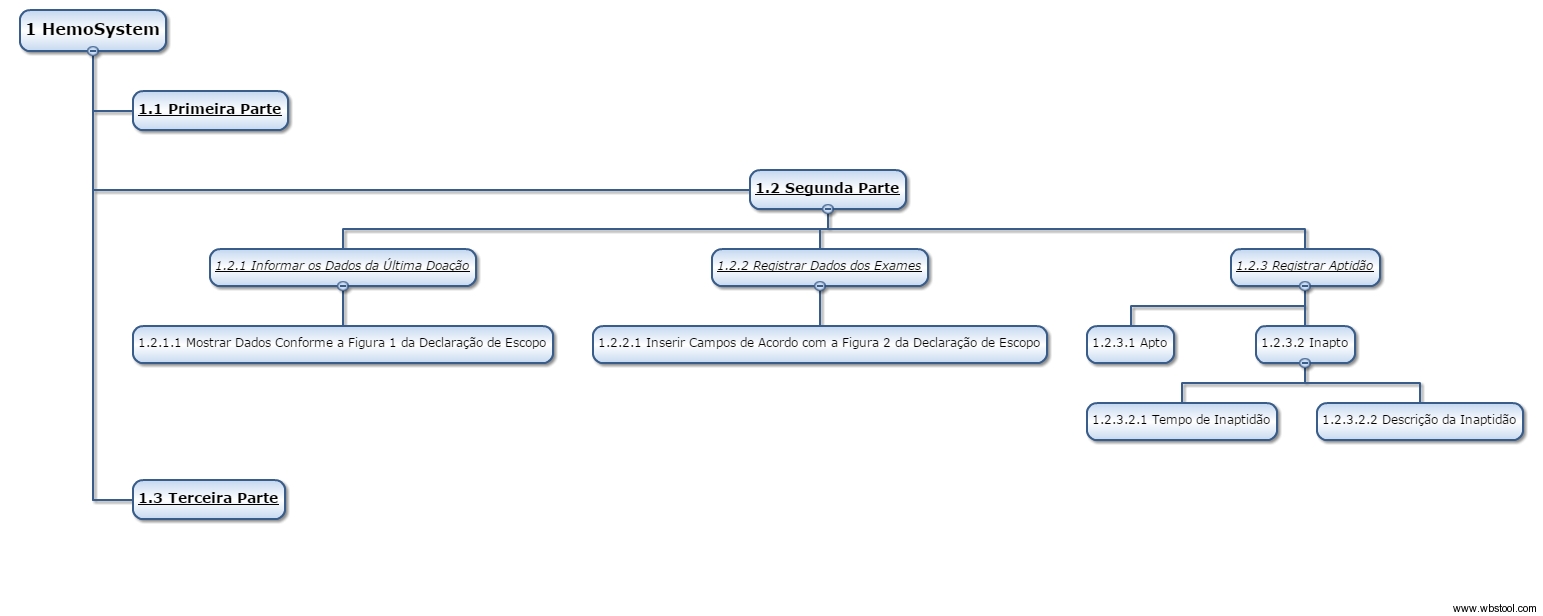 1 HemoSystem
1.1 Primeira Parte
1.2 Segunda Parte
1.2.1 Informar os Dados da Última Doação
1.2.2 Registrar Dados dos Exames
1.2.3 Registrar Aptidão
1.2.1.1 Mostrar Dados Conforme a Figura 1 da Declaração de Escopo
1.2.2.1 Inserir Campos de Acordo com a Figura 2 da Declaração de Escopo
1.2.3.1 Apto
1.2.3.2 Inapto
1.2.3.2.1 Tempo de Inaptidão
1.2.3.2.2 Descrição da Inaptidão
1.3 Terceira Parte
www.wbstool.com